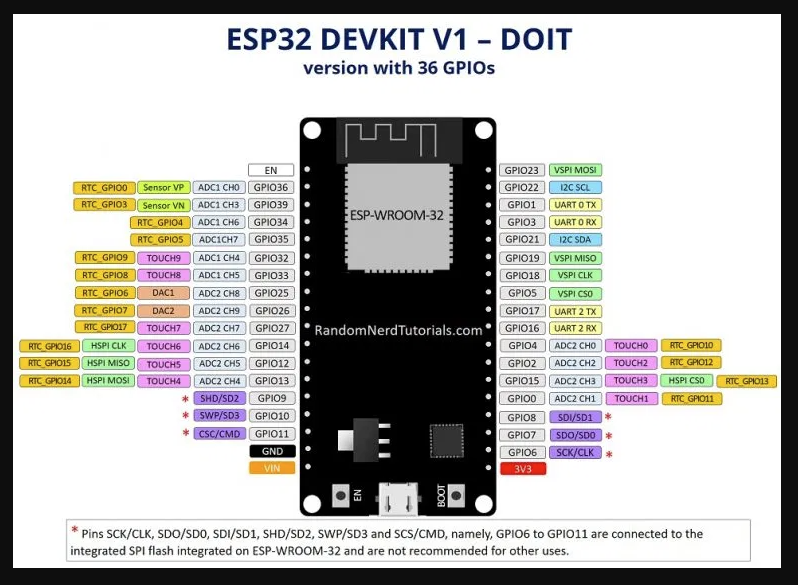 ESP32 DEVKIT V1 – DOIT
version with 36 GPIOs
EN
RTC_GPIO0 Sensor VP ADC1 CH0 GPIO36
RTC_GPIO3 Sensor VN ADC1 CH3 GPIO39
RTC_GPIO4 ADC1 CH6 GPIO34
RTC_GPIO5 ADC1CH7 GPIO35
RTC_GPIO9 TOUCH9 ADC1 CH4 GPIO32
RTC_GPIO8 TOUCH8 ADC1 CH5 GPIO33
RTC_GPIO6 DAC1 ADC2 CH8 GPIO25
RTC_GPIO7 DAC2 ADC2 CH9 GPIO26
RTC_GPIO17 TOUCH7 ADC2 CH7 GPIO27
RTC_GPIO16 HSPI CLK TOUCH6 ADC2 CH6 GPIO14
RTC_GPIO15 HSPI MISO TOUCH5 ADC2 CH5 GPIO12
RTC_GPIO14 HSPI MOSI TOUCH4 ADC2 CH4 GPIO13
* SHD/SD2 GPIO9
* SWP/SD3 GPIO10
* CSC/CMD GPIO11
GND
VIN
ESP-WROOM-32
RandomNerdTutorials.com
EN
BOOT
GPIO23 VSPI MOSI
GPIO22 I2C SCL
GPIO1 UART 0 TX
GPIO3 UART 0 RX
GPIO21 I2C SDA
GPIO19 VSPI MISO
GPIO18 VSPI CLK
GPIO5 VSPI CS0
GPIO17 UART 2 TX
GPIO16 UART 2 RX
GPIO4 ADC2 CH0 TOUCH0 RTC_GPIO10
GPIO2 ADC2 CH2 TOUCH2 RTC_GPIO12
GPIO15 ADC2 CH3 TOUCH3 HSPI CS0 RTC_GPIO13
GPIO0 ADC2 CH1 TOUCH1 RTC_GPIO11
GPIO8 SDI/SD1 *
GPIO7 SDO/SD0 *
GPIO6 SCK/CLK *
3V3
* Pins SCK/CLK, SDO/SD0, SDI/SD1, SHD/SD2, SWP/SD3 and SCS/CMD, namely, GPIO6 to GPIO11 are connected to the
integrated SPI flash integrated on ESP-WROOM-32 and are not recommended for other uses.